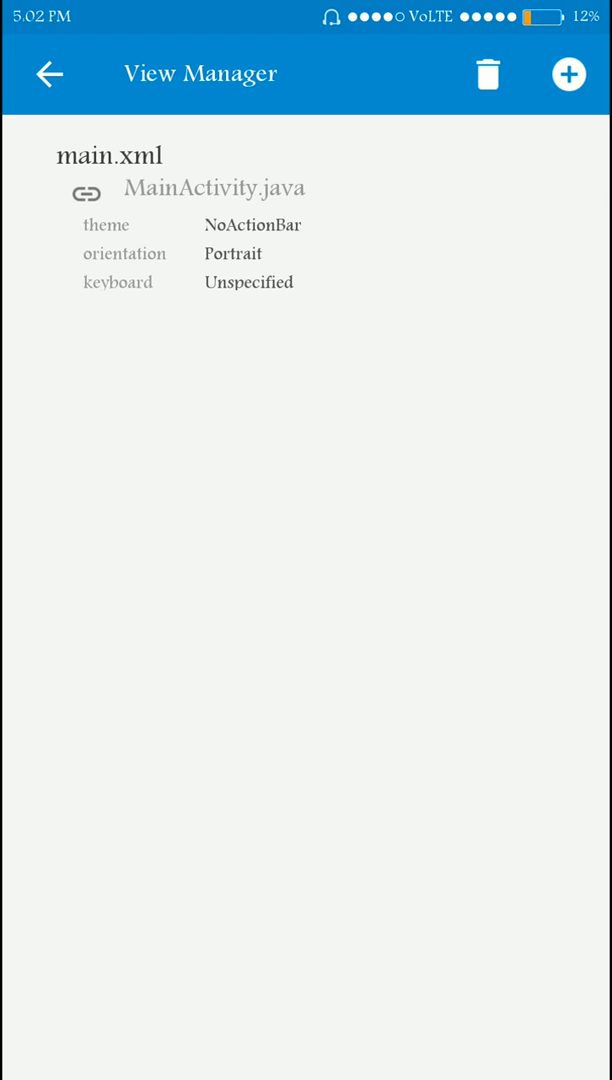 5:02 PM VoLTE 12%
View Manager
main.xml
MainActivity.java
theme NoActionBar
orientation Portrait
keyboard Unspecified